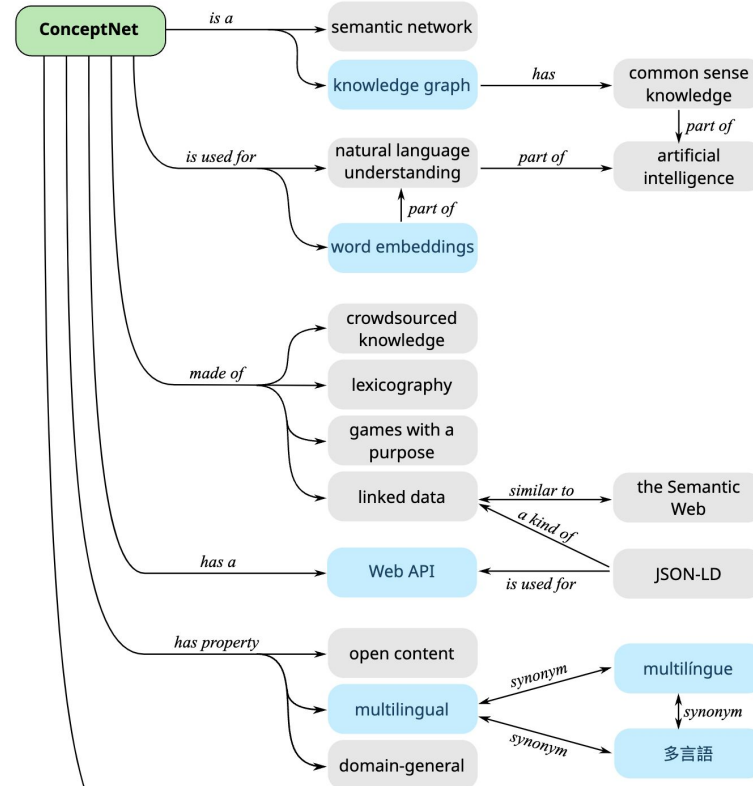 ConceptNet
is a
semantic network
knowledge graph
has
common sense
knowledge
part of
is used for
natural language
understanding
part of
artificial
intelligence
part of
word embeddings
crowdsourced
knowledge
made of
lexicography
games with a
purpose
linked data
similar to
the Semantic
Web
a kind of
has a
Web API
is used for
JSON-LD
has property
open content
multilingual
synonym
multilíngue
synonym
synonym
多言語
domain-general